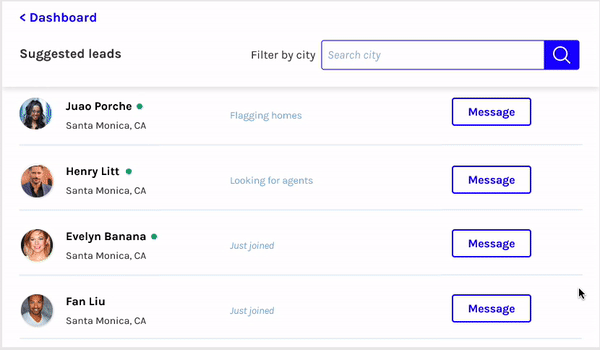 < Dashboard
Suggested leads
Filter by city
Search city
Juao Porche
Santa Monica, CA
Flagging homes
Message
Henry Litt
Santa Monica, CA
Looking for agents
Message
Evelyn Banana
Santa Monica, CA
Just joined
Message
Fan Liu
Santa Monica, CA
Just joined
Message